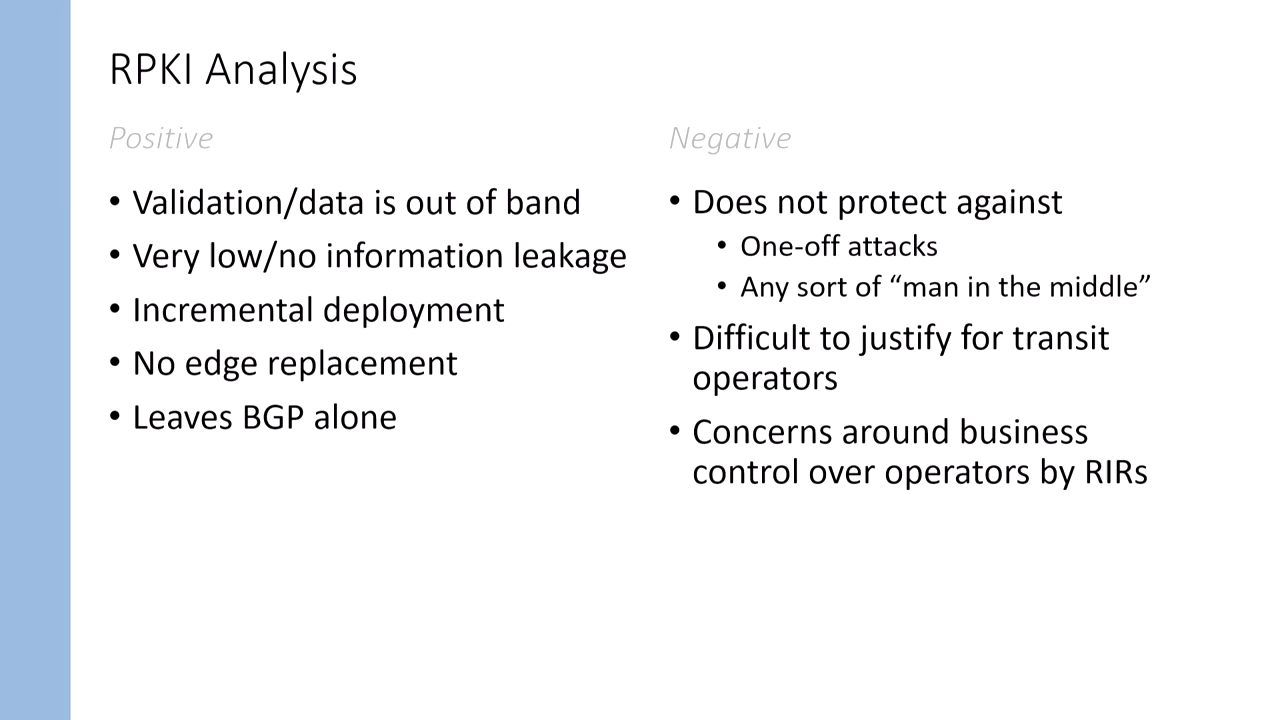 RPKI Analysis
Positive
• Validation/data is out of band
• Very low/no information leakage
• Incremental deployment
• No edge replacement
• Leaves BGP alone
Negative
• Does not protect against
• One-off attacks
• Any sort of “man in the middle”
• Difficult to justify for transit
operators
• Concerns around business
control over operators by RIRs